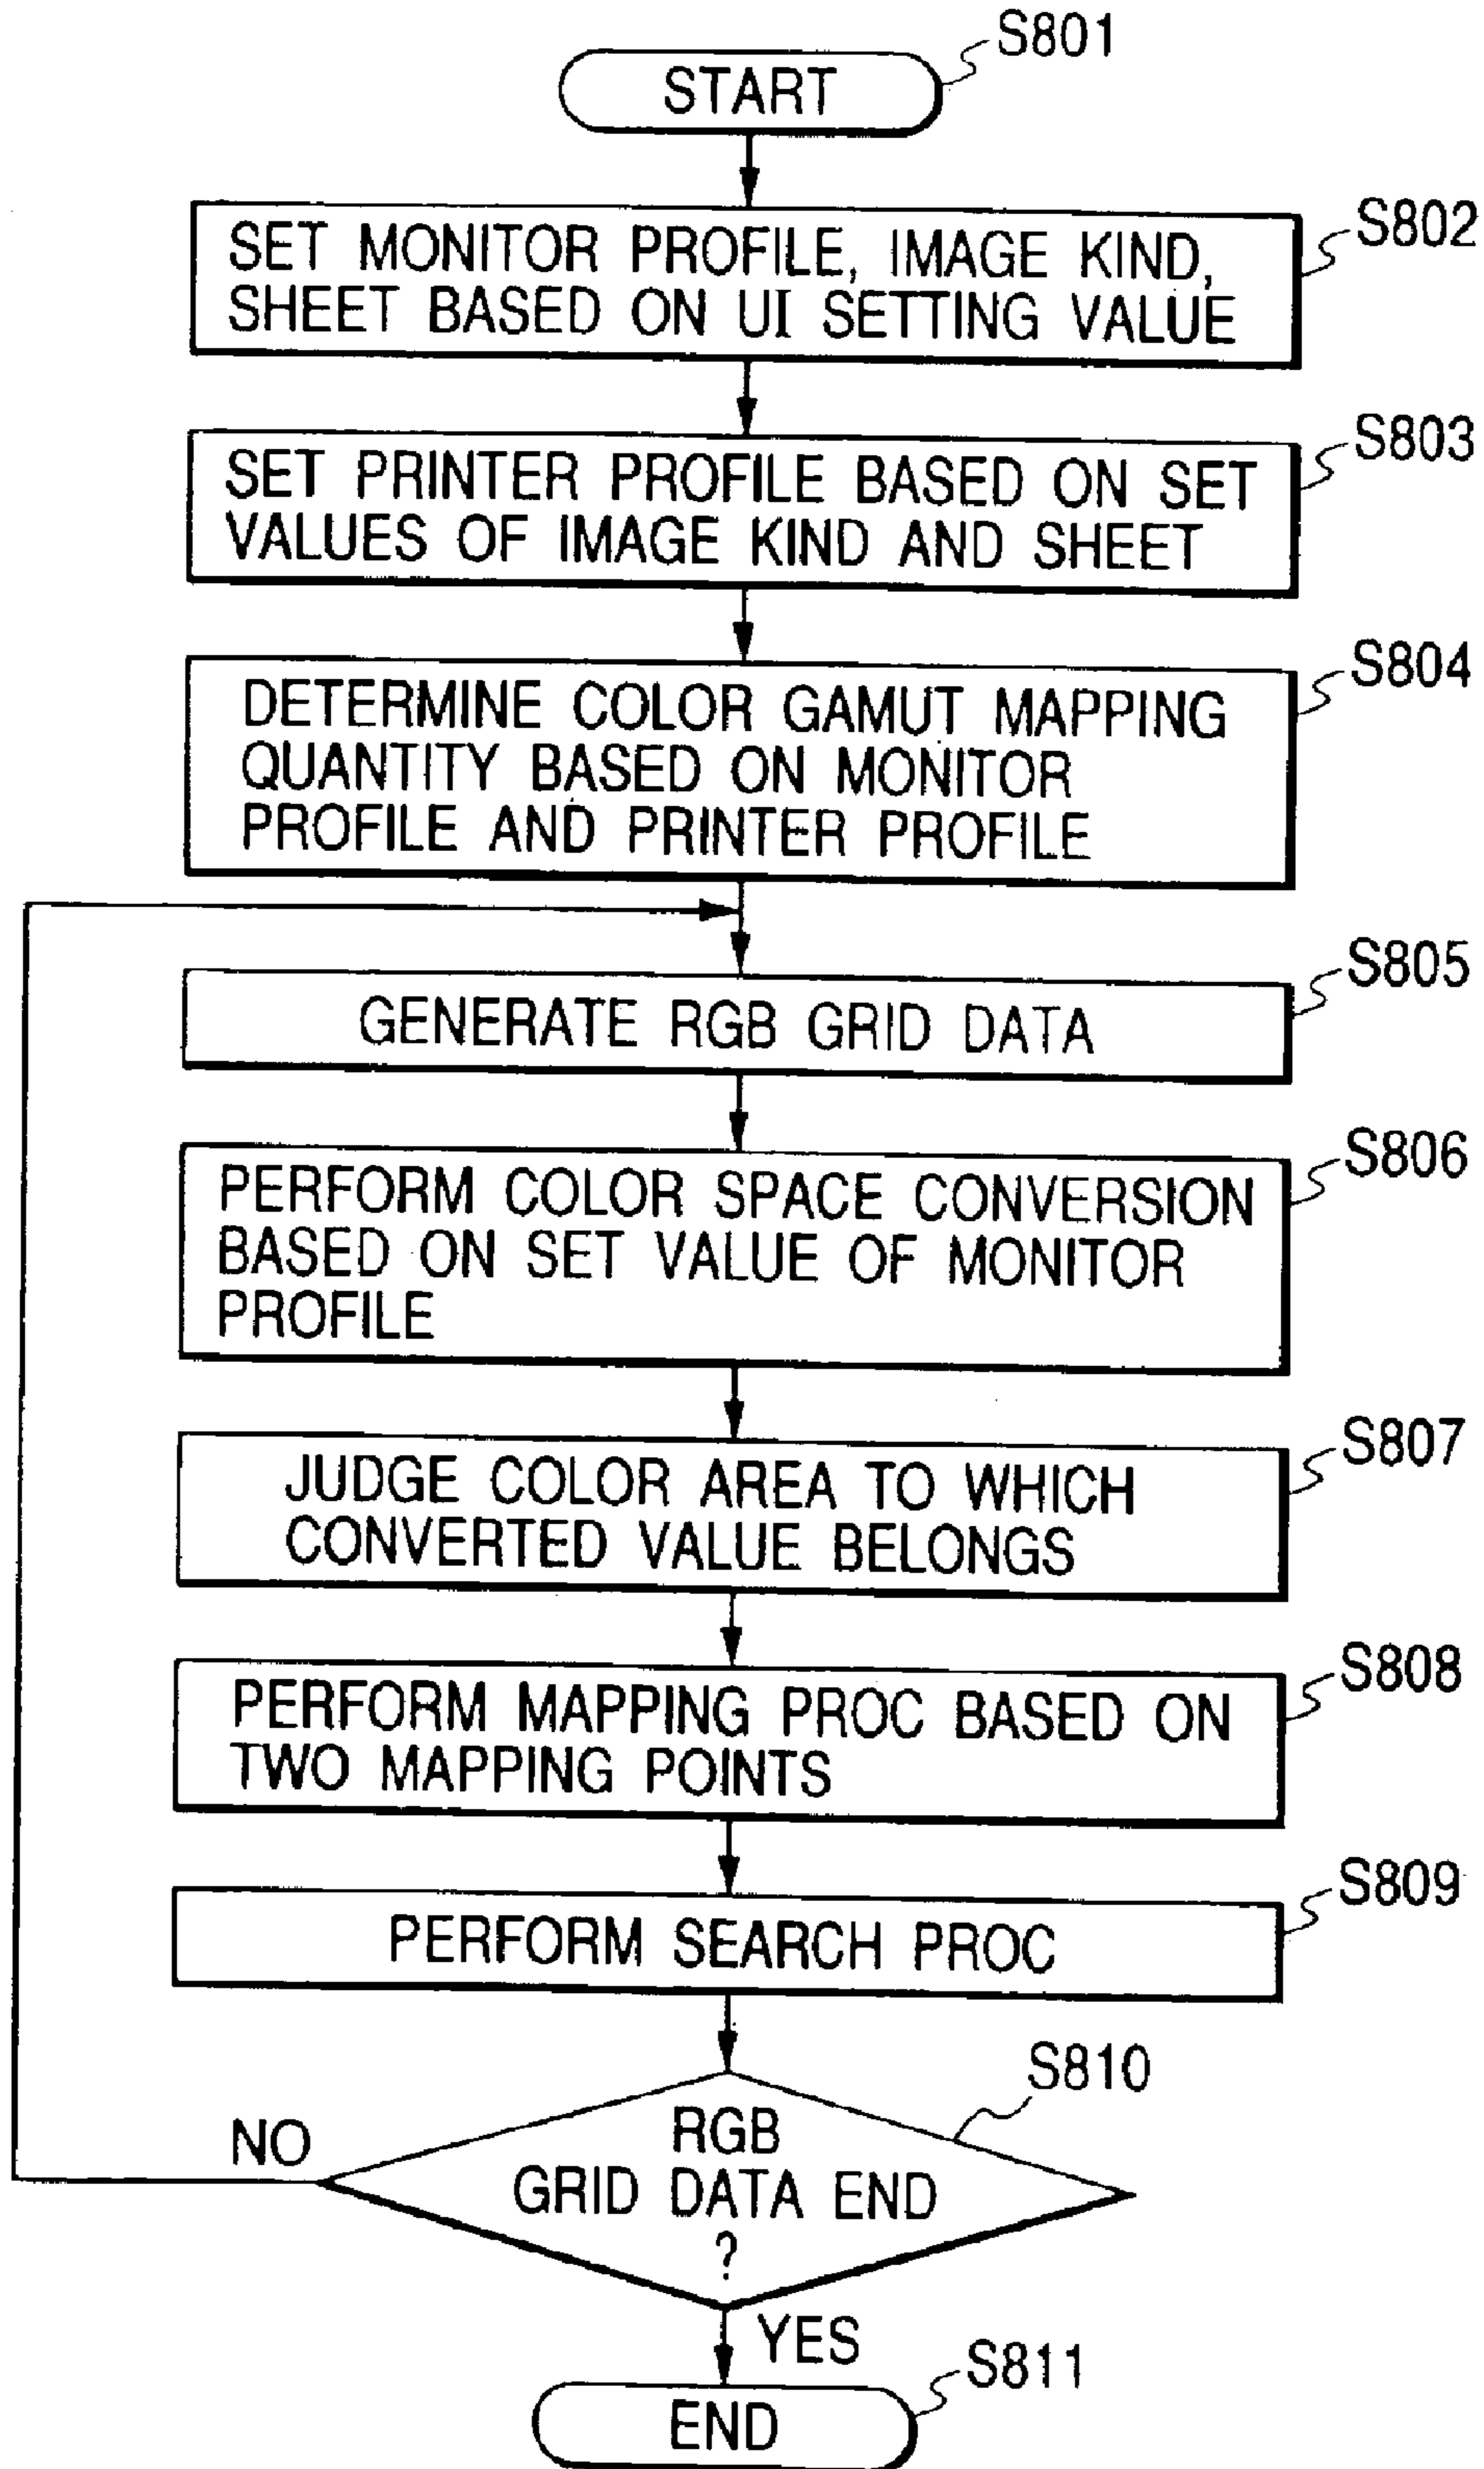 START
S801
SET MONITOR PROFILE, IMAGE KIND,
SHEET BASED ON UI SETTING VALUE
S802
SET PRINTER PROFILE BASED ON SET
VALUES OF IMAGE KIND AND SHEET
S803
DETERMINE COLOR GAMUT MAPPING
QUANTITY BASED ON MONITOR
PROFILE AND PRINTER PROFILE
S804
GENERATE RGB GRID DATA
S805
PERFORM COLOR SPACE CONVERSION
BASED ON SET VALUE OF MONITOR
PROFILE
S806
JUDGE COLOR AREA TO WHICH
CONVERTED VALUE BELONGS
S807
PERFORM MAPPING PROC BASED ON
TWO MAPPING POINTS
S808
PERFORM SEARCH PROC
S809
RGB
GRID DATA END
?
S810
NO
YES
END
S811